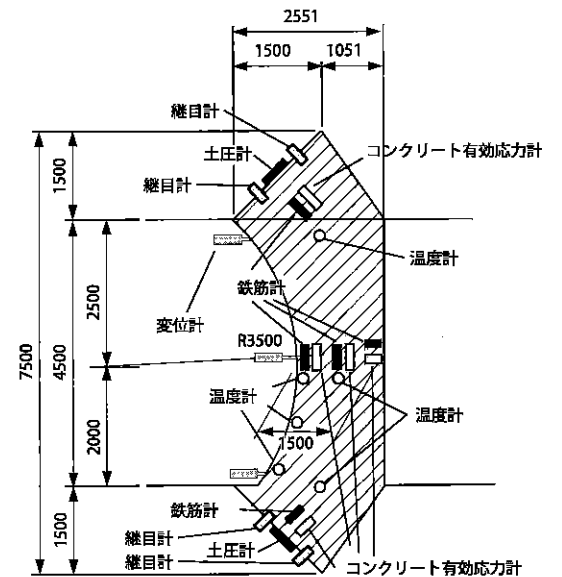 2551
1500
1051
継目計
土圧計
コンクリート有効応力計
継目計
1500
温度計
鉄筋計
2500
変位計
R3500
7500
4500
温度計
温度計
1500
2000
鉄筋計
継目計
土圧計
1500
継目計
コンクリート有効応力計